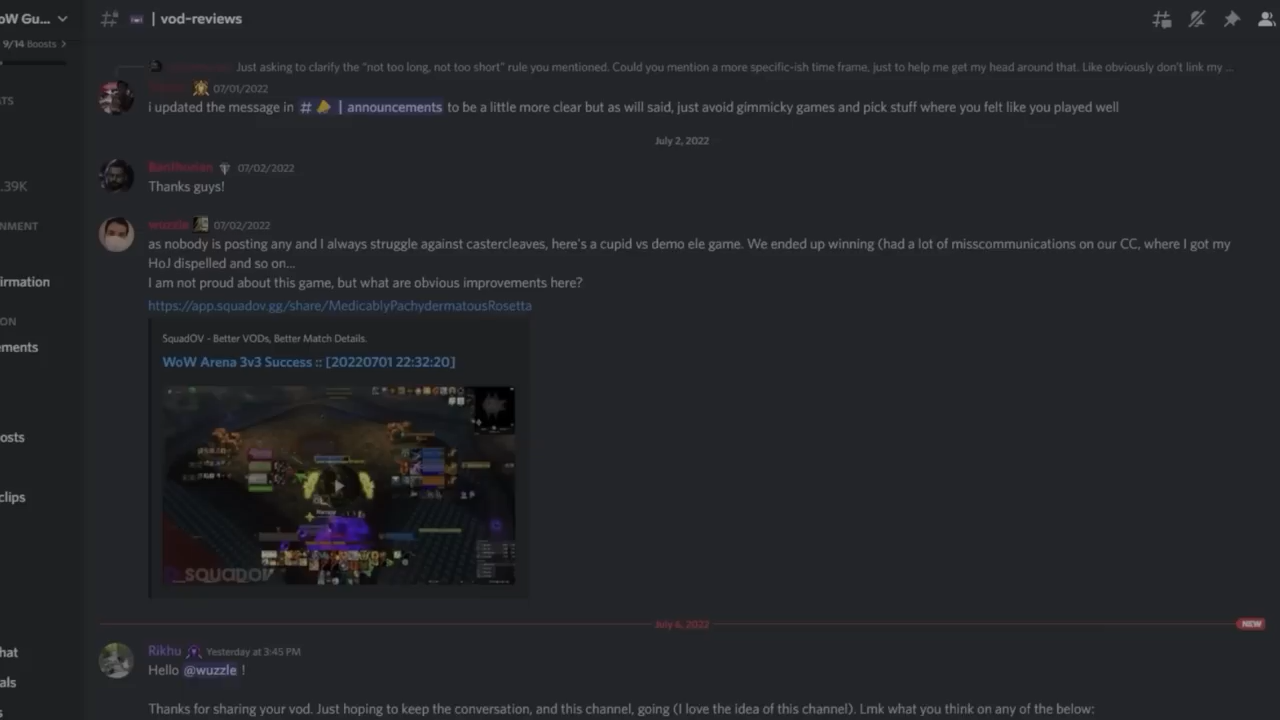 oW Gu...
9/14 Boosts
| vod-reviews
Just asking to clarify the "not too long, not too short" rule you mentioned. Could you mention a more specific-ish time frame, just to help me get my head around that. Like obviously don't link my ...
07/01/2022
i updated the message in # | announcements to be a little more clear but as will said, just avoid gimmicky games and pick stuff where you felt like you played well
July 2, 2022
07/02/2022
Thanks guys!
wuzzle 07/02/2022
as nobody is posting any and I always struggle against castercleaves, here's a cupid vs demo ele game. We ended up winning (had a lot of misscommunications on our CC, where I got my
HoJ dispelled and so on...
I am not proud about this game, but what are obvious improvements here?
https://app.squadov.gg/share/MedicablyPachydermatousRosetta
SquadOV - Better VODs, Better Match Details.
WoW Arena 3v3 Success :: [20220701 22:32:20]
SQUADOV
July 6, 2022
NEW
Rikhu Yesterday at 3:45 PM
Hello @wuzzle !
Thanks for sharing your vod. Just hoping to keep the conversation, and this channel, going (I love the idea of this channel). Lmk what you think on any of the below:
TS
.39K
NMENT
irmation
ON
ements
osts
clips
hat
als
s